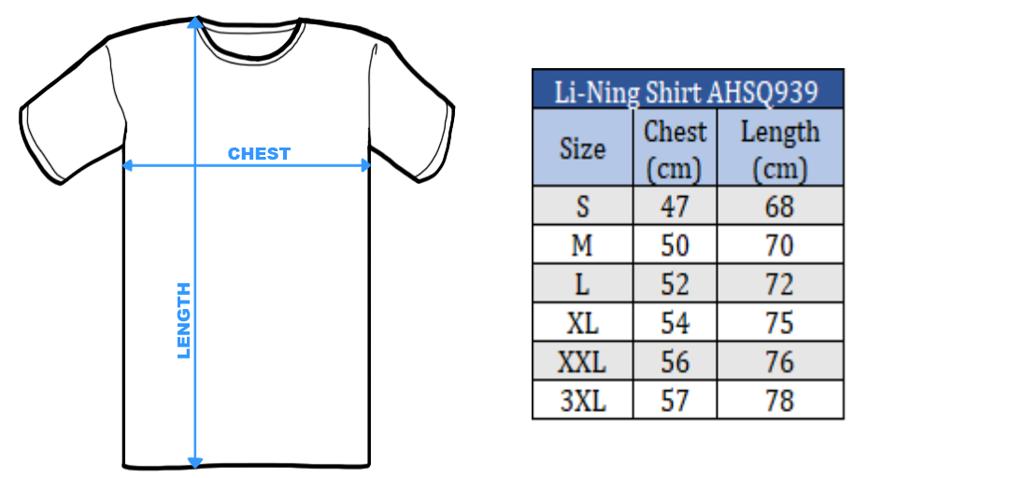 CHEST
LENGTH
Li-Ning Shirt AHSQ939
Size Chest (cm) Length (cm)
S 47 68
M 50 70
L 52 72
XL 54 75
XXL 56 76
3XL 57 78